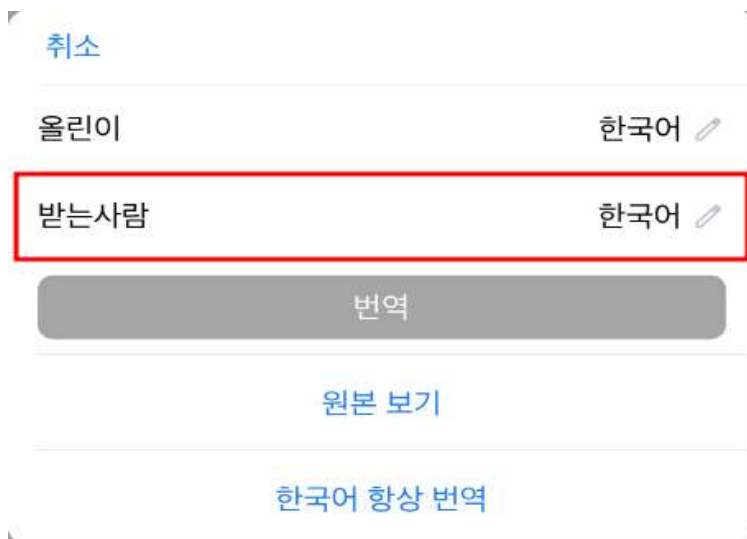 취소
올린이 한국어
받는사람 한국어
번역
원본 보기
한국어 항상 번역